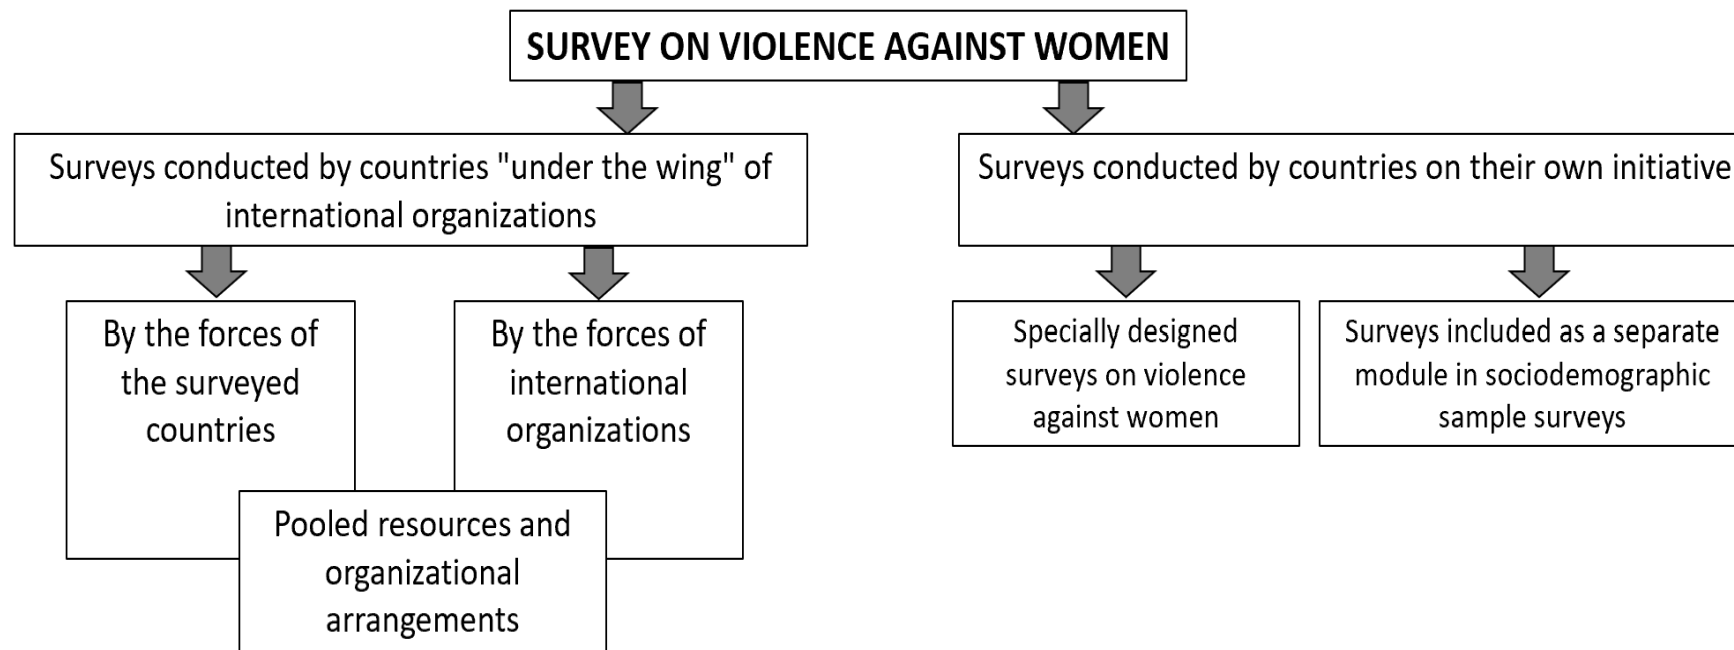 SURVEY ON VIOLENCE AGAINST WOMEN
Surveys conducted by countries "under the wing" of
international organizations
Surveys conducted by countries on their own initiative
By the forces of
the surveyed
countries
By the forces of
international
organizations
Pooled resources and
organizational
arrangements
Specially designed
surveys on violence
against women
Surveys included as a separate
module in sociodemographic
sample surveys